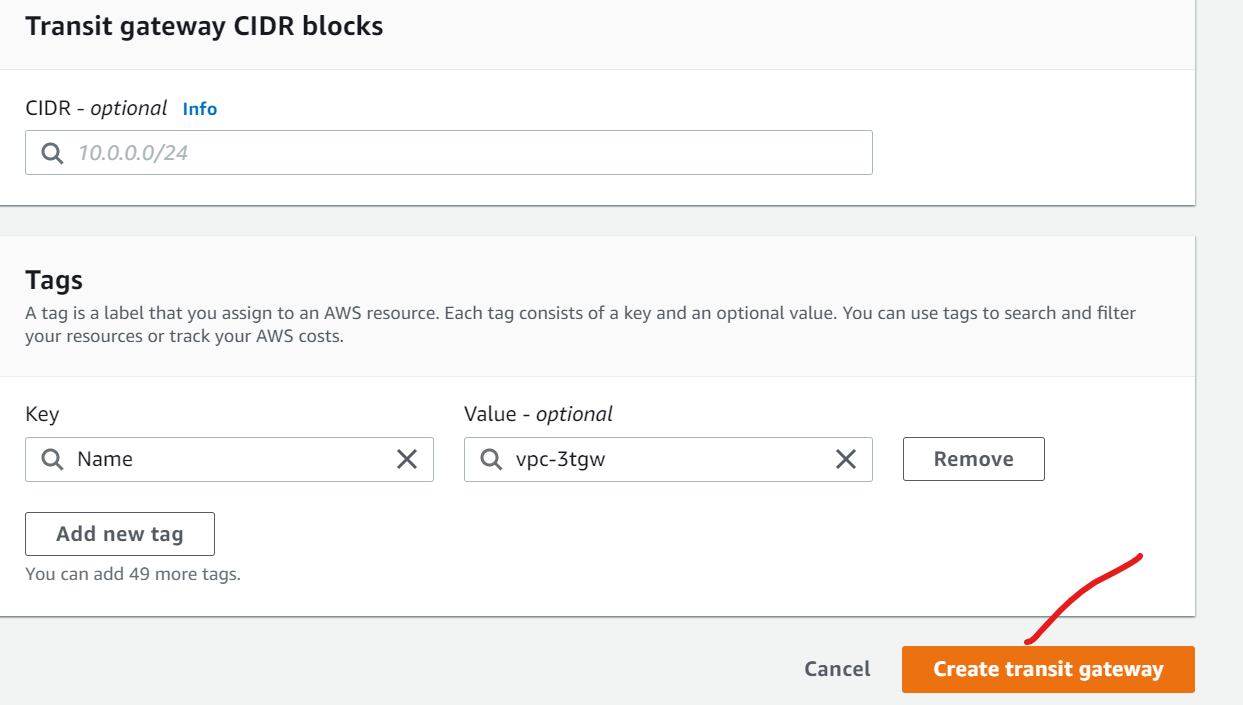 Transit gateway CIDR blocks
CIDR - optional Info
10.0.0.0/24
Tags
A tag is a label that you assign to an AWS resource. Each tag consists of a key and an optional value. You can use tags to search and filter
your resources or track your AWS costs.
Key Value - optional
Name vpc-3tgw Remove
Add new tag
You can add 49 more tags.
Cancel Create transit gateway